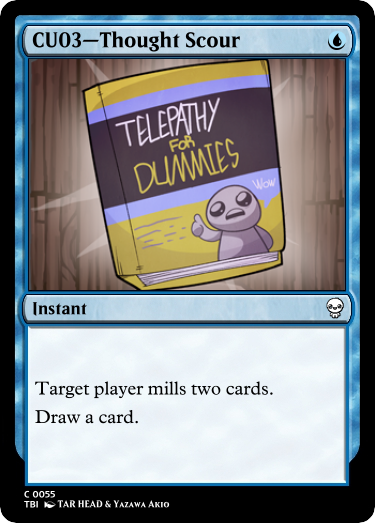 CU03—Thought Scour
TELEPATHY
FOR
DUMMIES
Wow
Instant
Target player mills two cards.
Draw a card.
C 0055
TBI TAR HEAD & YAZAWA AKIO